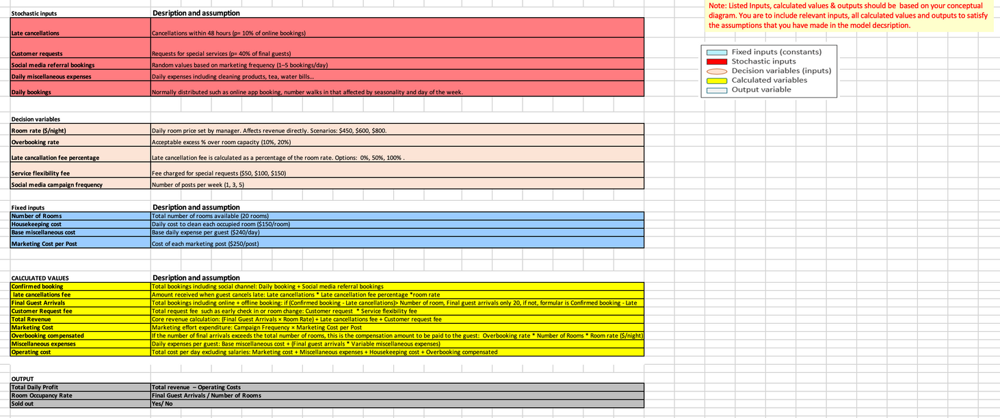 Note: Listed Inputs, calculated values & outputs should be based on your conceptual
diagram. You are to include relevant inputs, all calculated values and outputs to satisfy
the assumptions that you have made in the model decsription.
Fixed inputs (constants)
Stochastic inputs
Decision variables (inputs)
Calculated variables
Output variable
Stochastic inputs Desription and assumption
Late cancellations Cancellations within 48 hours (p= 10% of online bookings)
Customer requests Requests for special services (p= 40% of final guests)
Social media referral bookings Random values based on marketing frequency (1–5 bookings/day)
Daily miscellaneous expenses Daily expenses including cleaning products, tea, water bills...
Daily bookings Normally distributed such as online app booking, number walks in that affected by seasonality and day of the week.
Decision variables
Room rate ($/night) Daily room price set by manager. Affects revenue directly. Scenarios: $450, $600, $800.
Overbooking rate Acceptable excess % over room capacity (10%, 20%)
Late cancallation fee percentage Late cancellation fee is calculated as a percentage of the room rate. Options: 0%, 50%, 100% .
Service flexibility fee Fee charged for special requests ($50, $100, $150)
Social media campaign frequency Number of posts per week (1, 3, 5)
Fixed inputs Desription and assumption
Number of Rooms Total number of rooms available (20 rooms)
Housekeeping cost Daily cost to clean each occupied room ($150/room)
Base miscellaneous cost Base daily expense per guest ($240/day)
Marketing Cost per Post Cost of each marketing post ($250/post)
CALCULATED VALUES Desription and assumption
Confirmed booking Total bookings including social channel: Daily booking + Social media referral bookings
late cancellations fee Amount received when guest cancels late: Late cancellations * Late cancellation fee percentage *room rate
Final Guest Arrivals Total bookings including online + offline booking: if (Confirmed booking - Late cancellations)> Number of room, Final guest arrivals only 20, if not, formular is Confirmed booking - Late
Customer Request fee Total request fee such as early check in or room change: Customer request * Service flexibility fee
Total Revenue Core revenue calculation: (Final Guest Arrivals × Room Rate) + Late cancellations fee + Customer request fee
Marketing Cost Marketing effort expenditure: Campaign Frequency × Marketing Cost per Post
Overbooking compensated If the number of final arrivals exceeds the total number of rooms, this is the compensation amount to be paid to the guest: Overbooking rate * Number of Rooms * Room rate ($/night)
Miscellaneous expenses Daily expenses per guest: Base miscellaneous cost + (Final guest arrivals * Variable miscellaneous expenses)
Operating cost Total cost per day excluding salaries: Marketing cost + Miscellaneous expenses + Housekeeping cost + Overbooking compensated
OUTPUT
Total Daily Profit Total revenue – Operating Costs
Room Occupancy Rate Final Guest Arrivals / Number of Rooms
Sold out Yes/ No